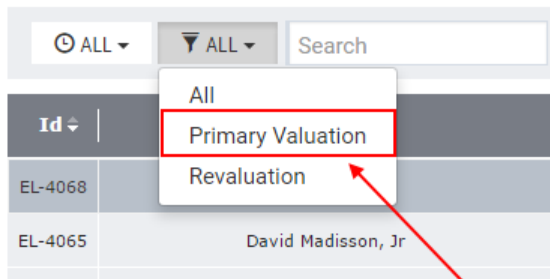 ALL ALL Search
All
Primary Valuation
Revaluation
Id
EL-4068
EL-4065 David Madisson, Jr